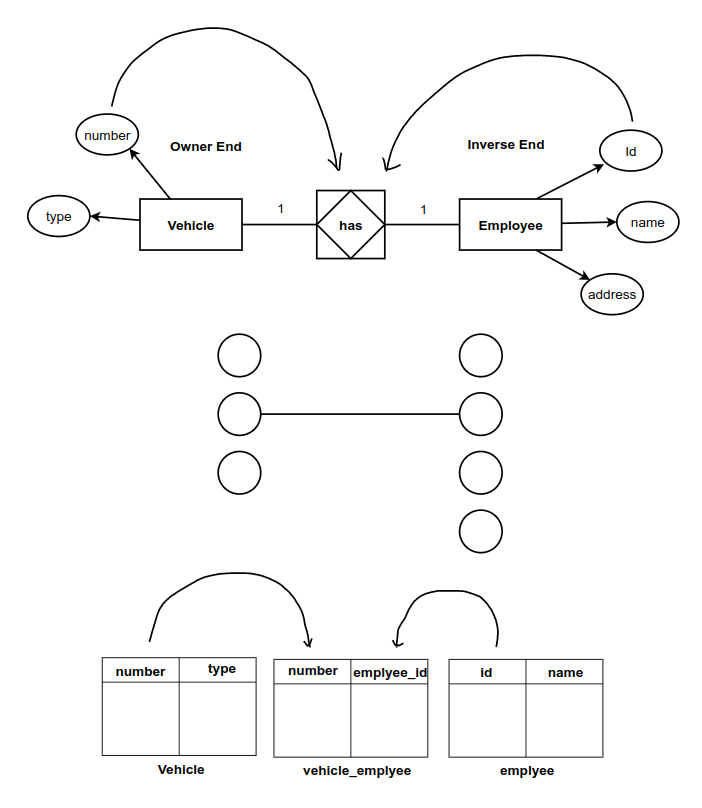 number
Owner End
Inverse End
Id
type
Vehicle
1
has
1
Employee
name
address
number
type
number
emplyee_id
id
name
Vehicle
vehicle_emplyee
emplyee